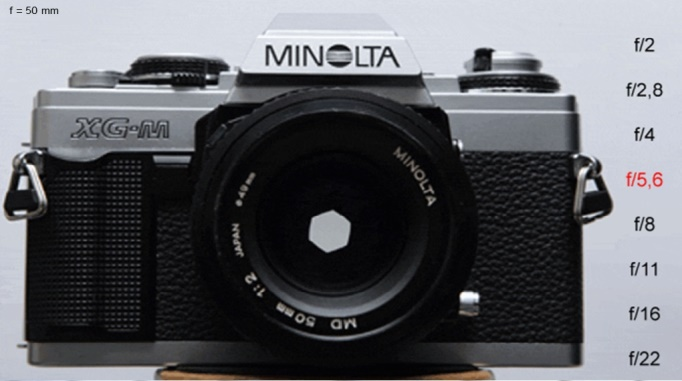 f = 50 mm
MINOLTA
XG-M
MINOLTA
MD 50mm 1:2 JAPAN ø49mm
f/2
f/2,8
f/4
f/5,6
f/8
f/11
f/16
f/22